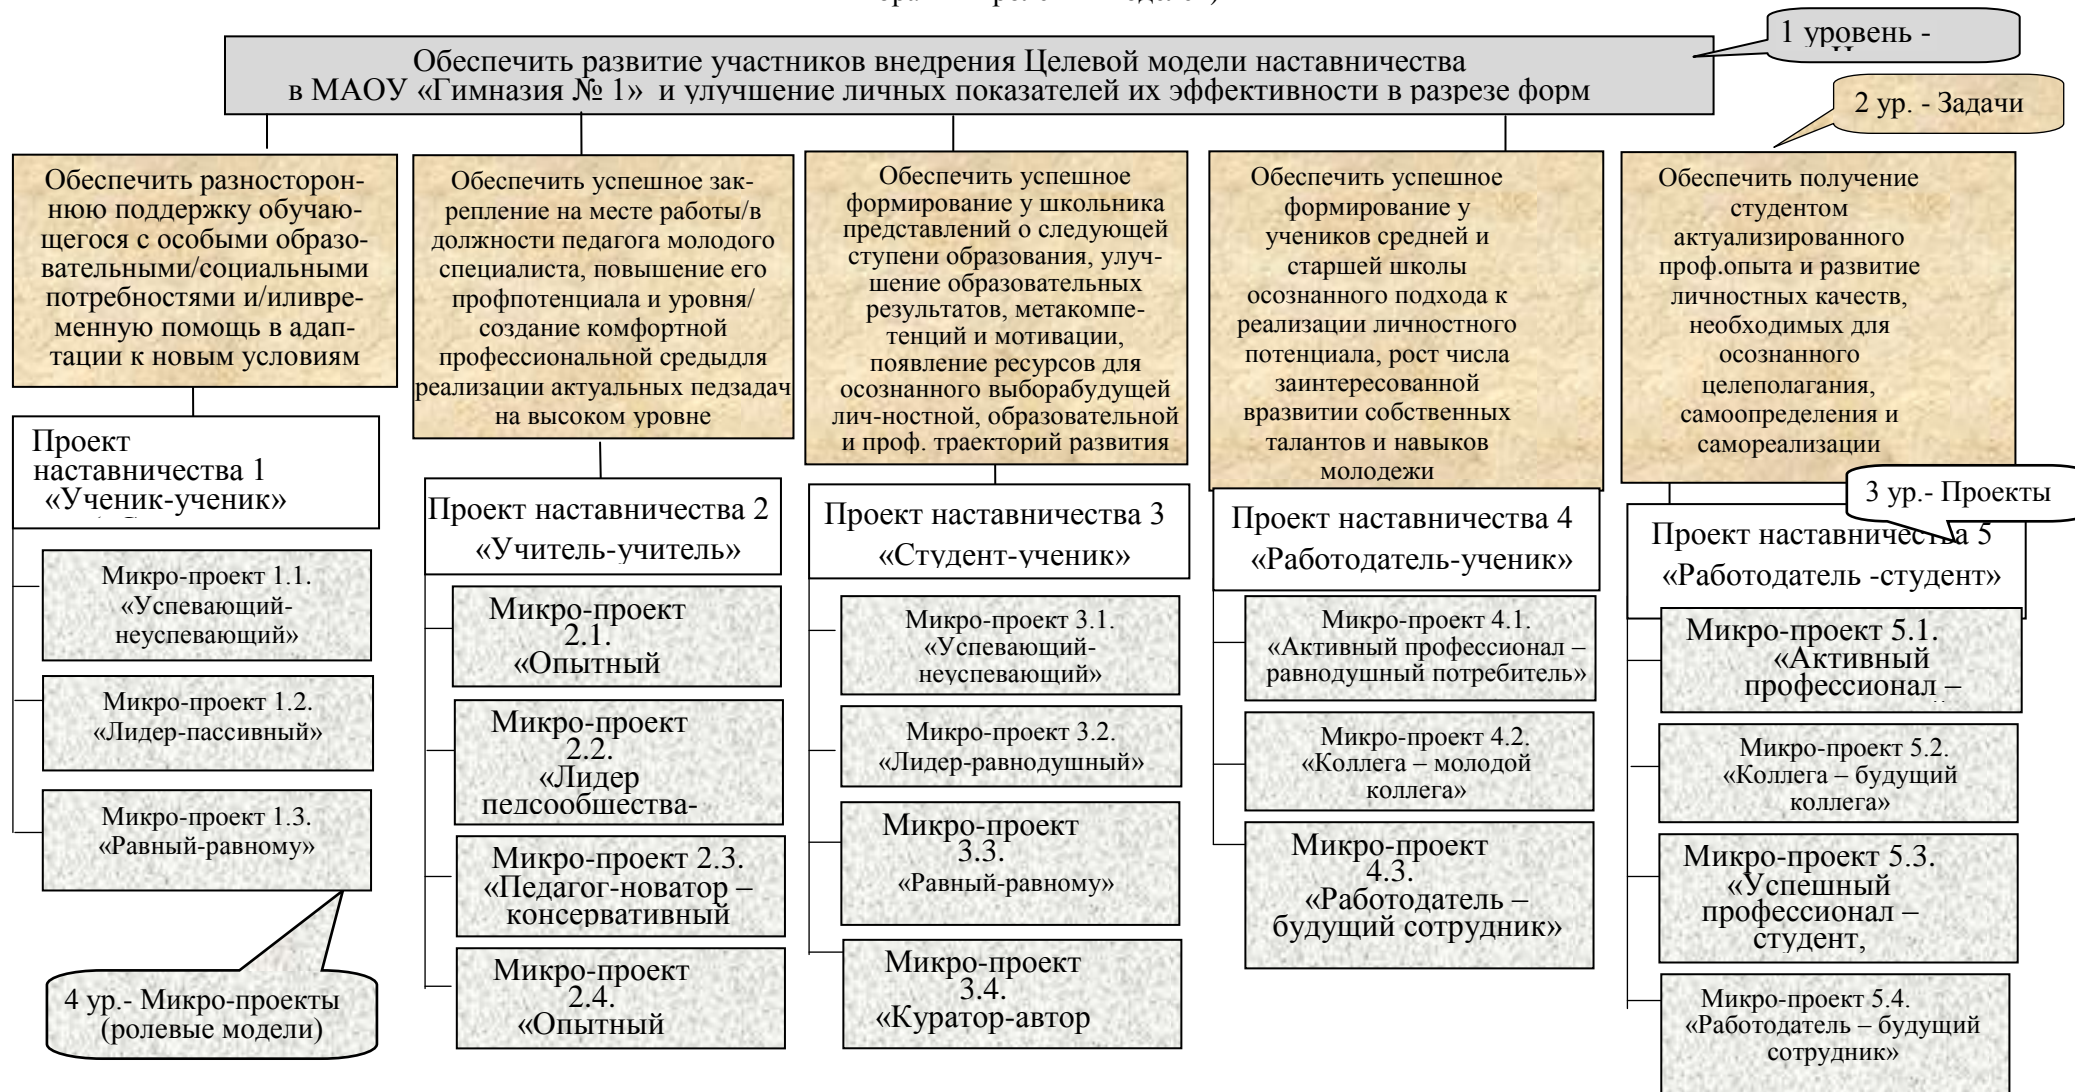 Обеспечить развитие участников внедрения Целевой модели наставничества
в МАОУ «Гимназия № 1» и улучшение личных показателей их эффективности в разрезе форм
1 уровень -
2 ур. - Задачи
Обеспечить разносторон-
нюю поддержку обучаю-
щегося с особыми образо-
вательными/социальными
потребностями и/иливре-
менную помощь в адап-
тации к новым условиям
Обеспечить успешное зак-
репление на месте работы/в
должности педагога молодого
специалиста, повышение его
профпотенциала и уровня/
создание комфортной
профессиональной средыдля
реализации актуальных педзадач
на высоком уровне
Обеспечить успешное
формирование у школьника
представлений о следующей
ступени образования, улуч-
шение образовательных
результатов, метакомпе-
тенций и мотивации,
появление ресурсов для
осознанного выборабудущей
лич-ностной, образовательной
и проф. траекторий развития
Обеспечить успешное
формирование у
учеников средней и
старшей школы
осознанного подхода к
реализации личностного
потенциала, рост числа
заинтересованной
вразвитии собственных
талантов и навыков
молодежи
Обеспечить получение
студентом
актуализированного
проф.опыта и развитие
личностных качеств,
необходимых для
осознанного
целеполагания,
самоопределения и
самореализации
3 ур.- Проекты
Проект
наставничества 1
«Ученик-ученик»
Проект наставничества 2
«Учитель-учитель»
Проект наставничества 3
«Студент-ученик»
Проект наставничества 4
«Работодатель-ученик»
Проект наставничества 5
«Работодатель -студент»
Микро-проект 1.1.
«Успевающий-
неуспевающий»
Микро-проект 1.2.
«Лидер-пассивный»
Микро-проект 1.3.
«Равный-равному»
4 ур.- Микро-проекты
(ролевые модели)
Микро-проект
2.1.
«Опытный
Микро-проект
2.2.
«Лидер
педсообщества-
Микро-проект 2.3.
«Педагог-новатор –
консервативный
Микро-проект
2.4.
«Опытный
Микро-проект 3.1.
«Успевающий-
неуспевающий»
Микро-проект 3.2.
«Лидер-равнодушный»
Микро-проект
3.3.
«Равный-равному»
Микро-проект
3.4.
«Куратор-автор
Микро-проект 4.1.
«Активный профессионал –
равнодушный потребитель»
Микро-проект 4.2.
«Коллега – молодой
коллега»
Микро-проект
4.3.
«Работодатель –
будущий сотрудник»
Микро-проект 5.1.
«Активный
профессионал –
Микро-проект 5.2.
«Коллега – будущий
коллега»
Микро-проект 5.3.
«Успешный
профессионал –
студент,
Микро-проект 5.4.
«Работодатель – будущий
сотрудник»